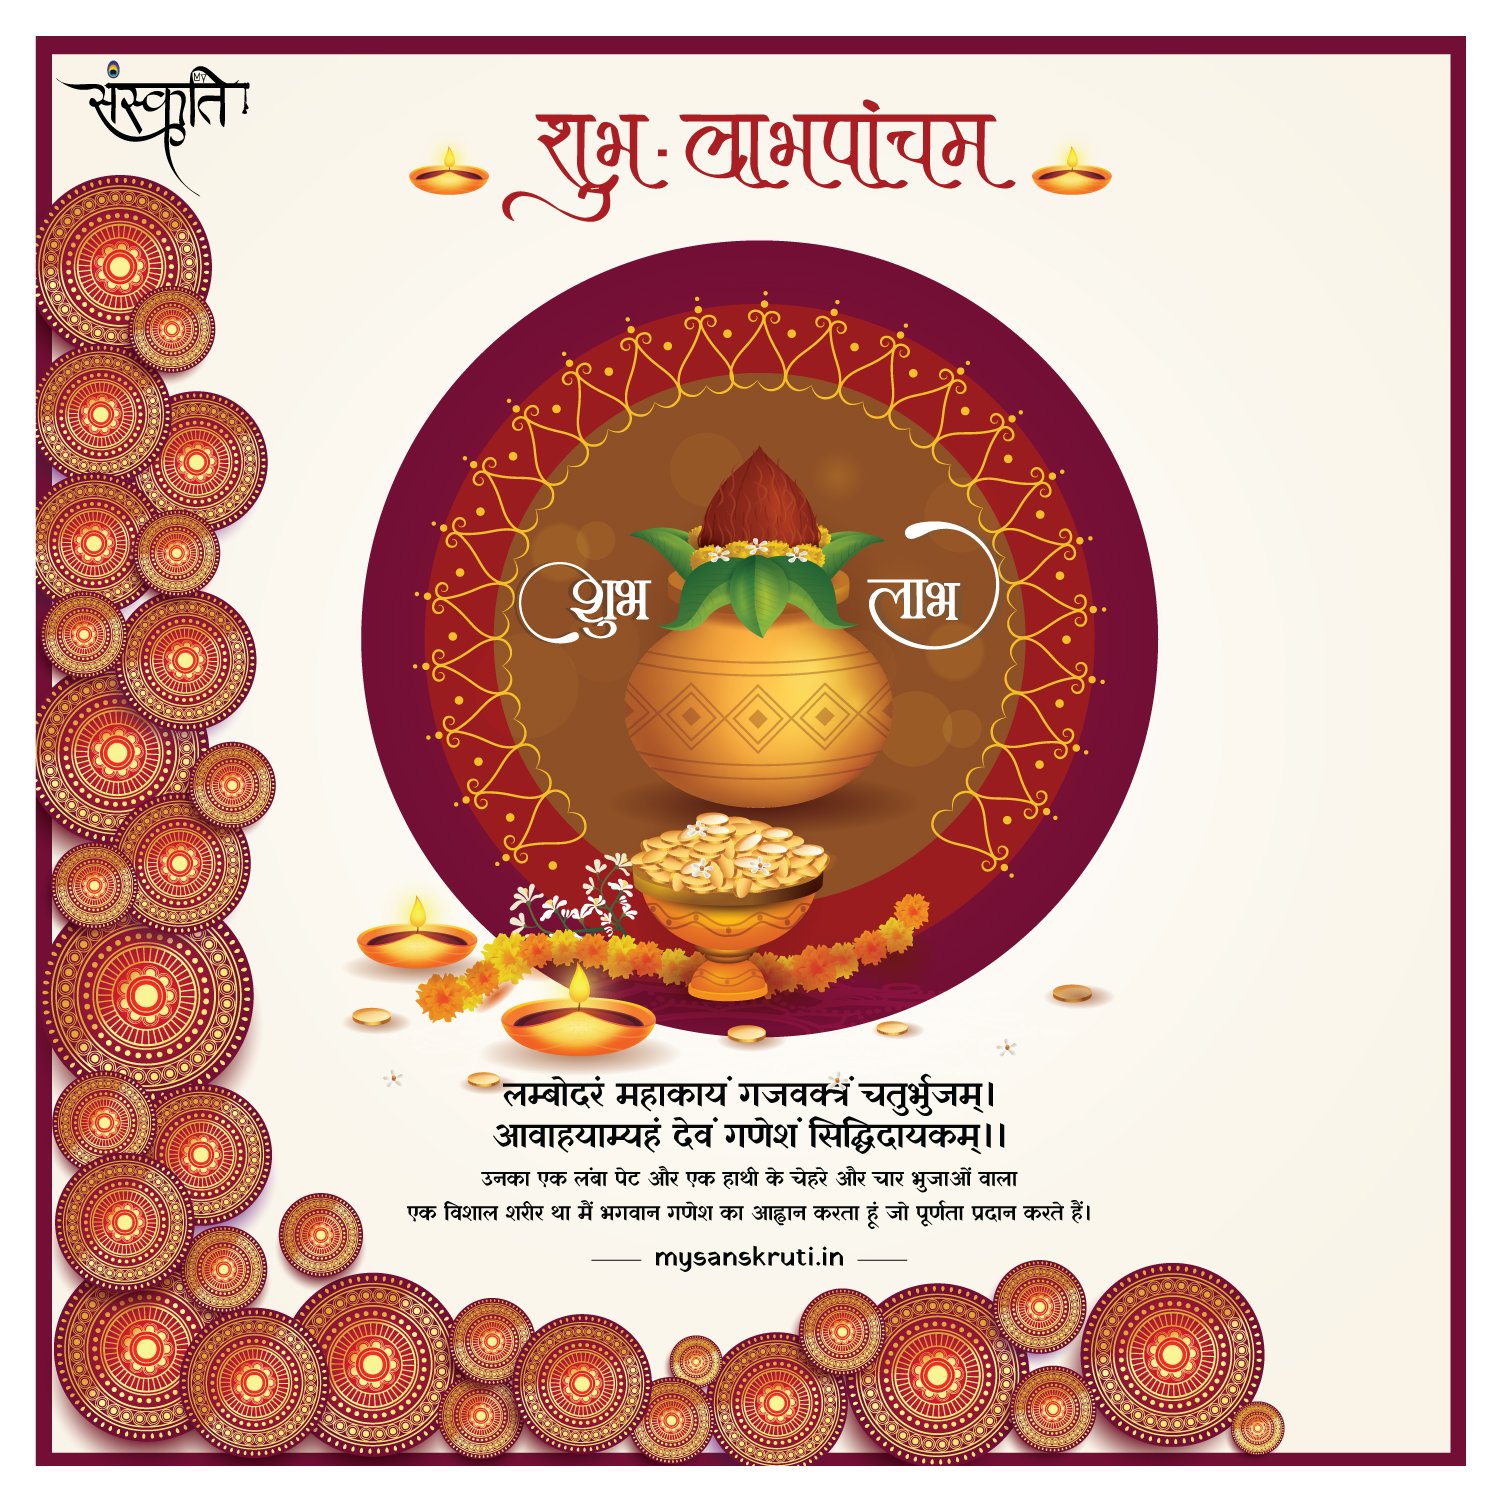 संस्कृति
MY
शुभ - लाभपांचम
शुभ
लाभ
लम्बोदरं महाकायं गजवक्त्रं चतुर्भुजम्।
आवाहयाम्यहं देवं गणेशं सिद्धिदायकम्।।
उनका एक लंबा पेट और एक हाथी के चेहरे और चार भुजाओं वाला
एक विशाल शरीर था मैं भगवान गणेश का आह्वान करता हूं जो पूर्णता प्रदान करते हैं।
mysanskruti.in